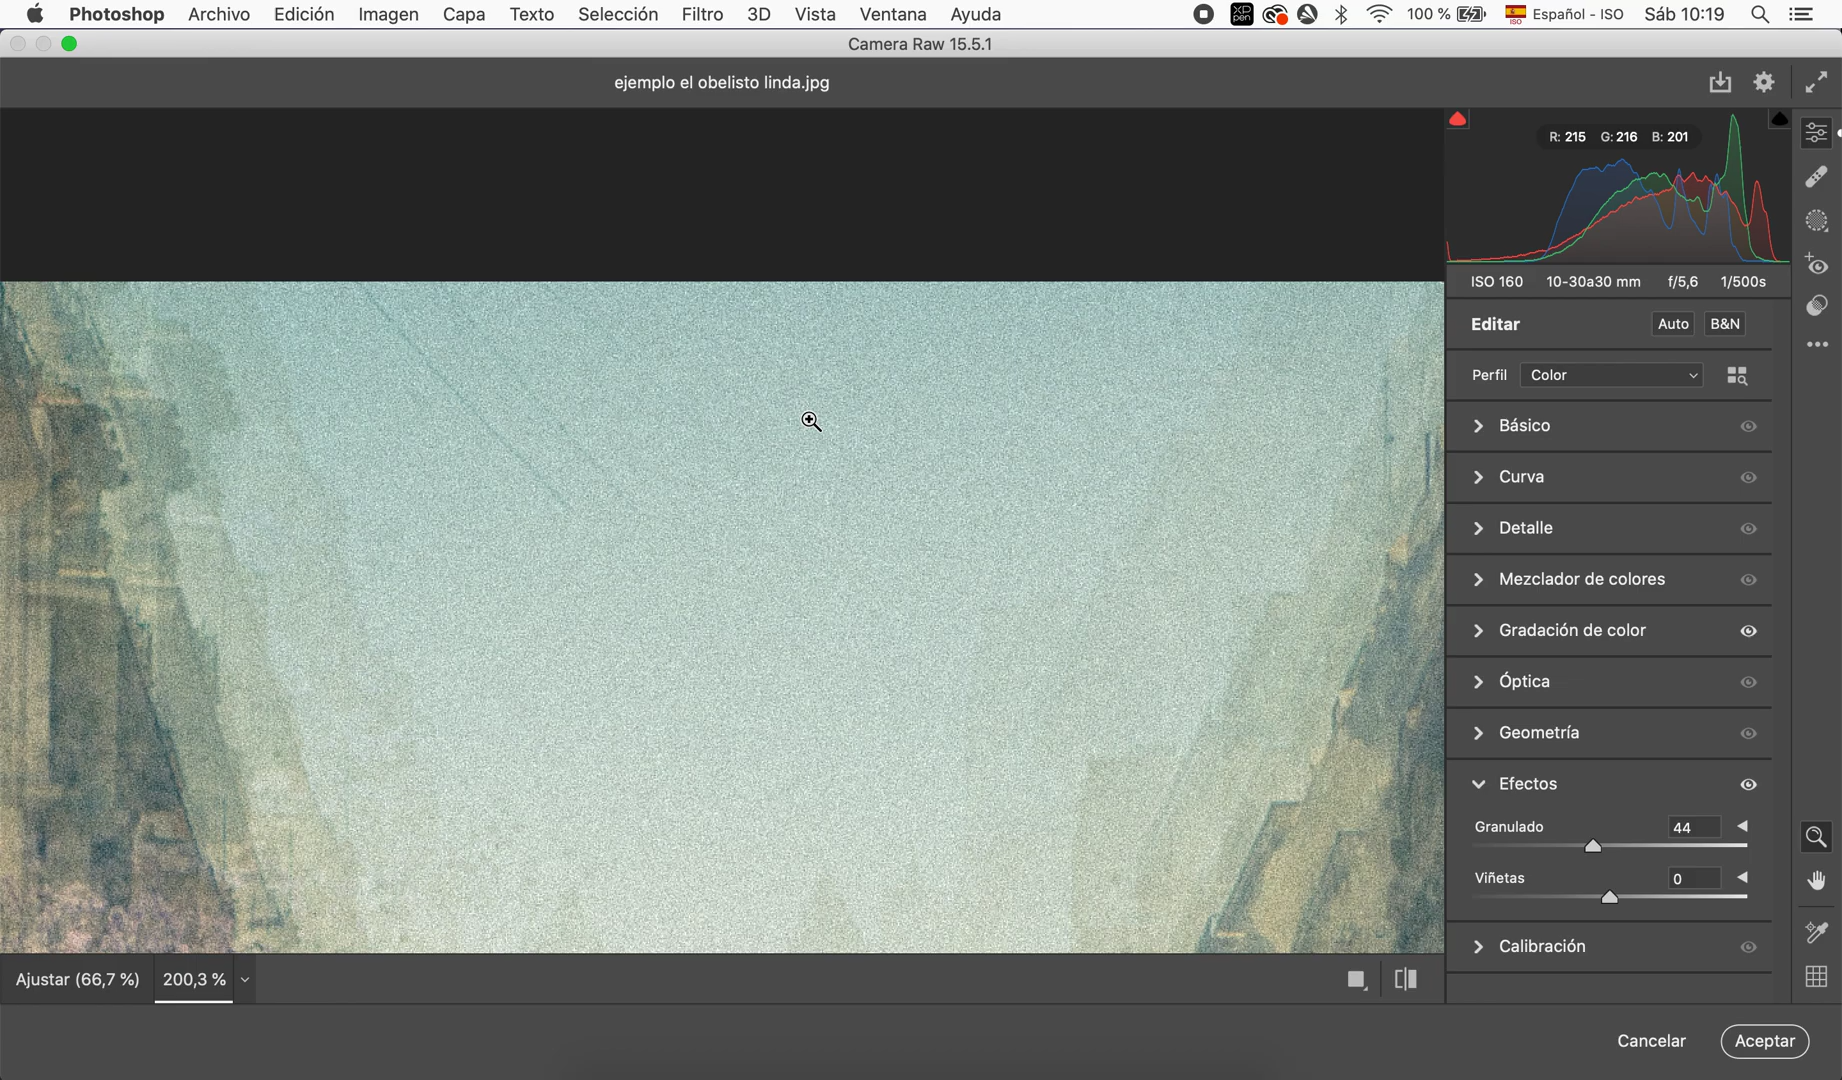 Photoshop Archivo Edición Imagen Capa Texto Selección Filtro 3D Vista Ventana Ayuda XP pen 100 % ISO Español - ISO Sáb 10:19
Camera Raw 15.5.1
ejemplo el obelisto linda.jpg
R: 215 G: 216 B: 201
ISO 160 10-30a30 mm f/5,6 1/500s
Editar Auto B&N
Perfil Color
Básico
Curva
Detalle
Mezclador de colores
Gradación de color
Óptica
Geometría
Efectos
Granulado 44
Viñetas 0
Calibración
Ajustar (66,7 %) 200,3 %
Cancelar Aceptar